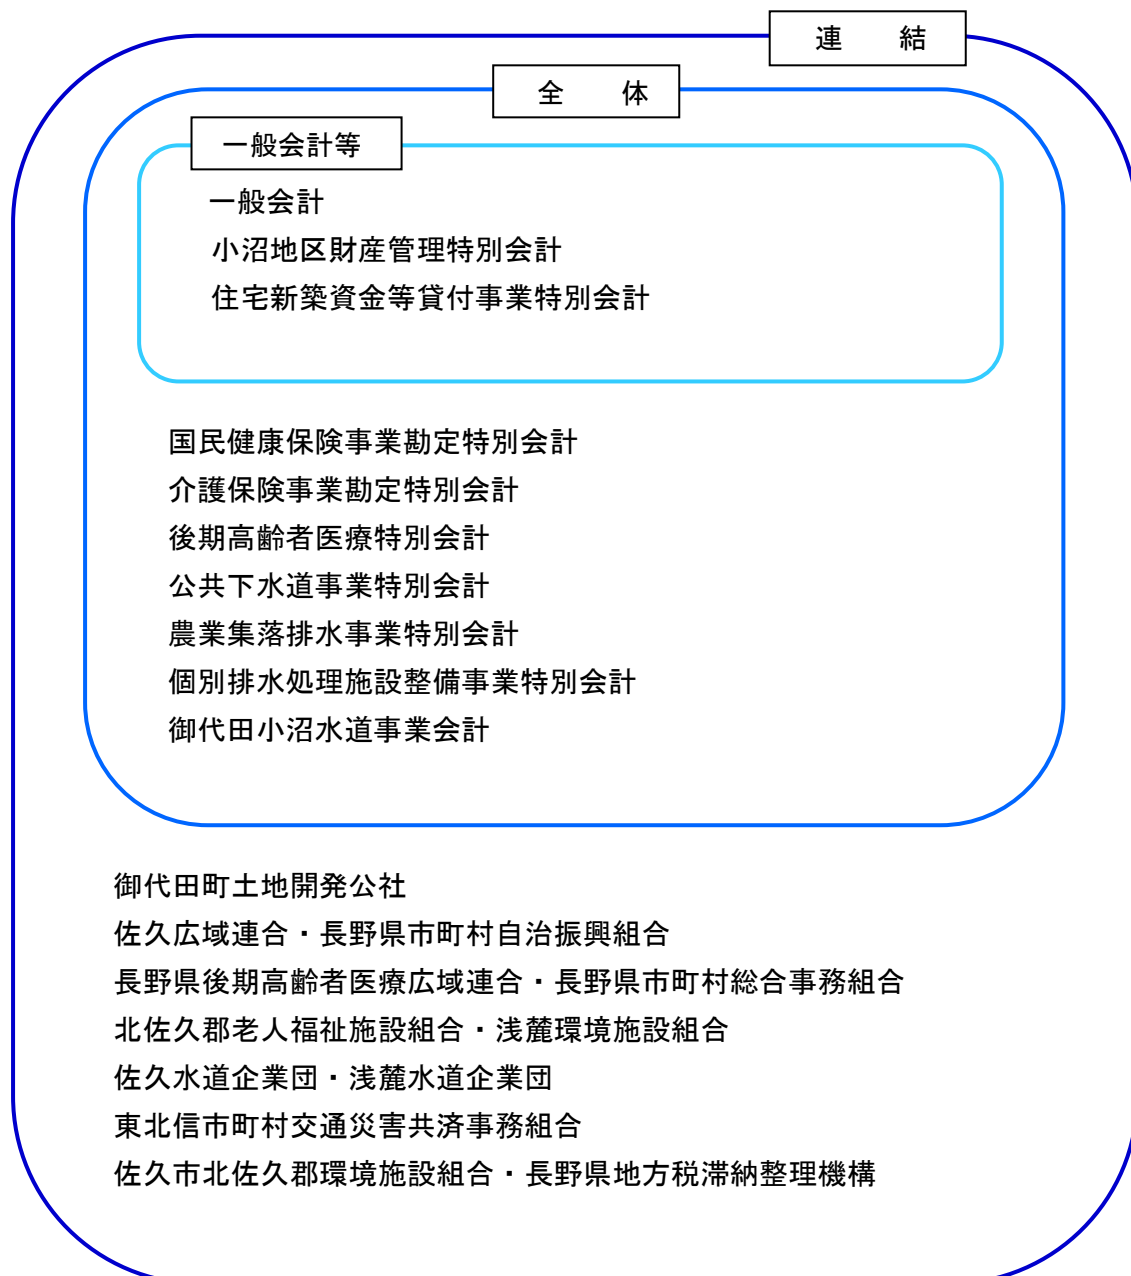 連　　結
全　　体
一般会計等
一般会計
小沼地区財産管理特別会計
住宅新築資金等貸付事業特別会計
国民健康保険事業勘定特別会計
介護保険事業勘定特別会計
後期高齢者医療特別会計
公共下水道事業特別会計
農業集落排水事業特別会計
個別排水処理施設整備事業特別会計
御代田小沼水道事業会計
御代田町土地開発公社
佐久広域連合・長野県市町村自治振興組合
長野県後期高齢者医療広域連合・長野県市町村総合事務組合
北佐久郡老人福祉施設組合・浅麓環境施設組合
佐久水道企業団・浅麓水道企業団
東北信市町村交通災害共済事務組合
佐久市北佐久郡環境施設組合・長野県地方税滞納整理機構